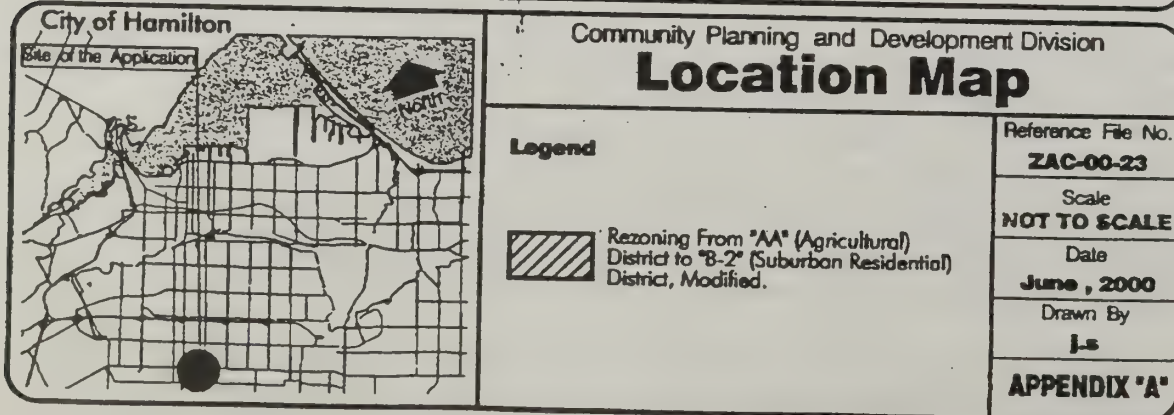 City of Hamilton
Site of the Application
North
Community Planning and Development Division
Location Map
Legend
Rezoning From "AA" (Agricultural)
District to "B-2" (Suburban Residential)
District, Modified.
Reference File No.
ZAC-00-23
Scale
NOT TO SCALE
Date
June , 2000
Drawn By
j.s
APPENDIX "A"